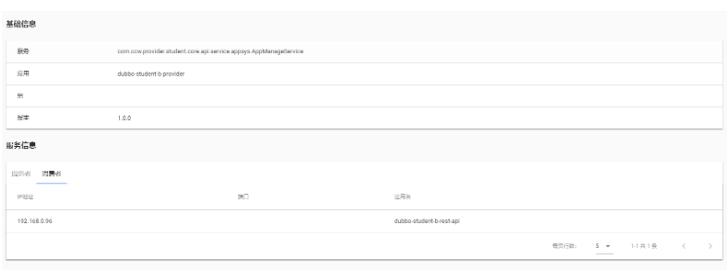 基础信息
服务 com.ccw.provider.student.core.api.service.appsys.AppManageService
应用 dubbo-student-b-provider
组
版本 1.0.0
服务信息
提供者 消费者
IP地址 端口 应用名
192.168.0.96 dubbo-student-b-rest-api
每页行数: 5 1-1 共 1 条